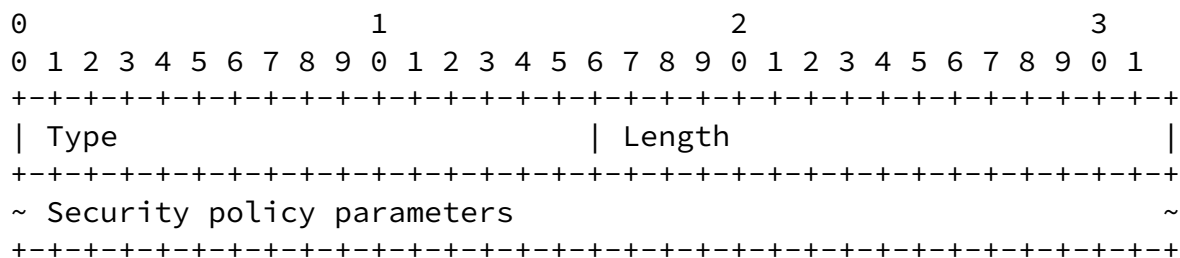 0                   1                   2                   3
0 1 2 3 4 5 6 7 8 9 0 1 2 3 4 5 6 7 8 9 0 1 2 3 4 5 6 7 8 9 0 1
+-+-+-+-+-+-+-+-+-+-+-+-+-+-+-+-+-+-+-+-+-+-+-+-+-+-+-+-+-+-+-+-+
| Type                          | Length                        |
+-+-+-+-+-+-+-+-+-+-+-+-+-+-+-+-+-+-+-+-+-+-+-+-+-+-+-+-+-+-+-+-+
~ Security policy parameters                                    ~
+-+-+-+-+-+-+-+-+-+-+-+-+-+-+-+-+-+-+-+-+-+-+-+-+-+-+-+-+-+-+-+-+